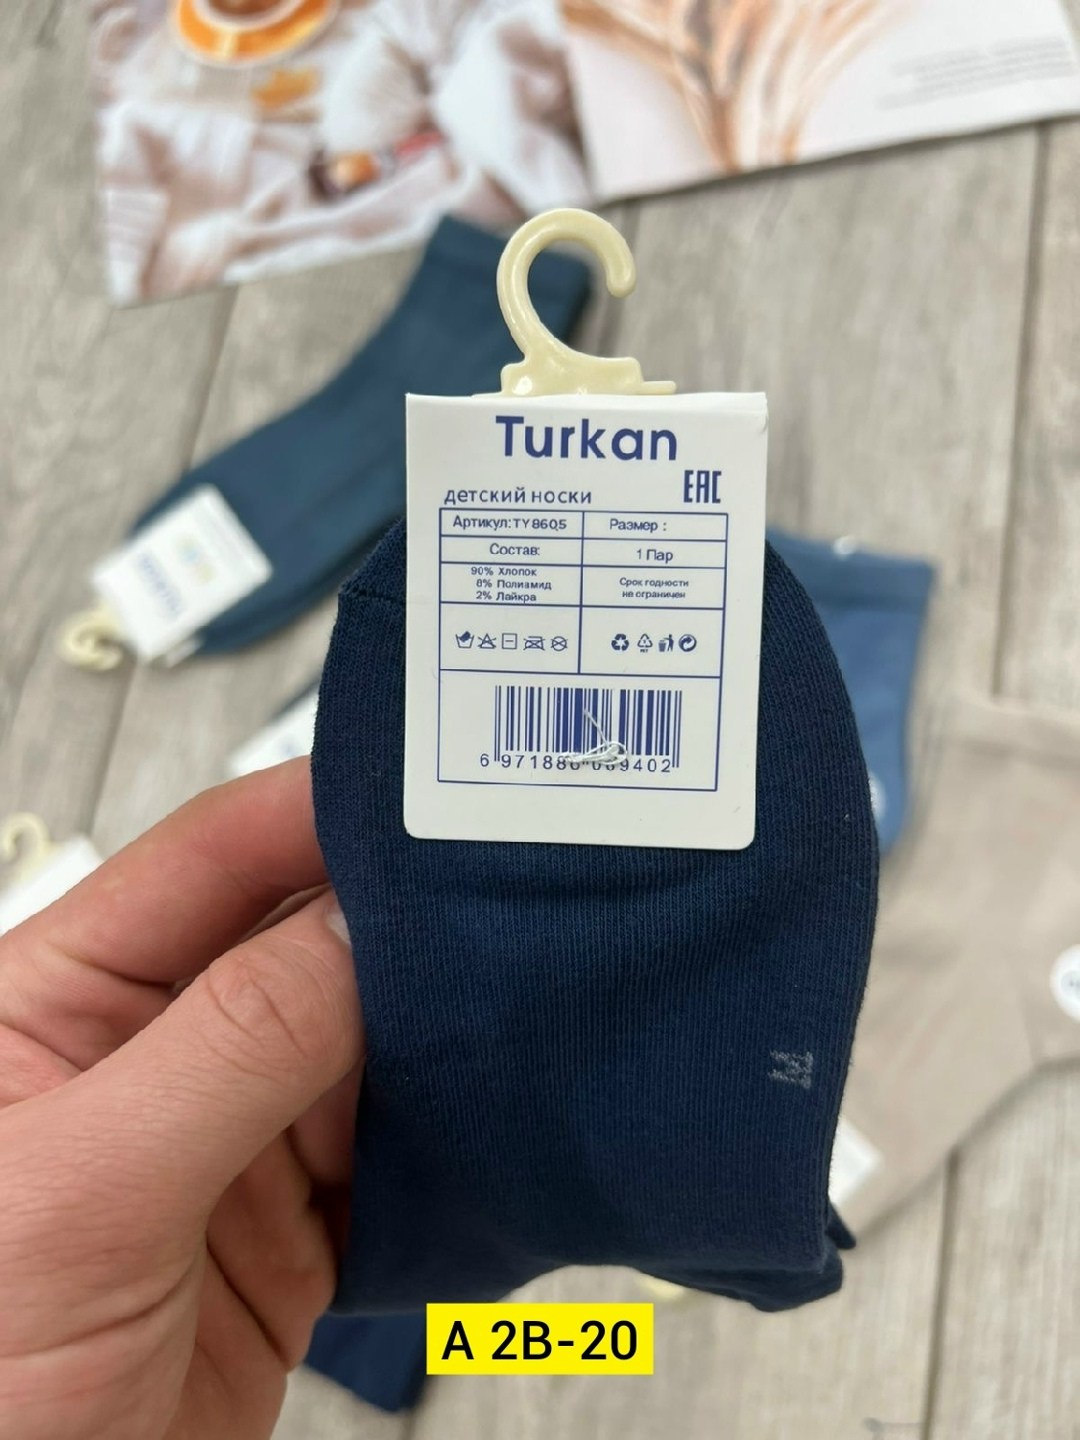 Turkan
ДЕТСКИЙ НОСКИ
EAC
Артикул: TY8605
Размер :
Состав:
1 Пар
90% Хлопок
8% Полиамид
2% Лайкра
Срок годности
не ограничен
A 2B-20